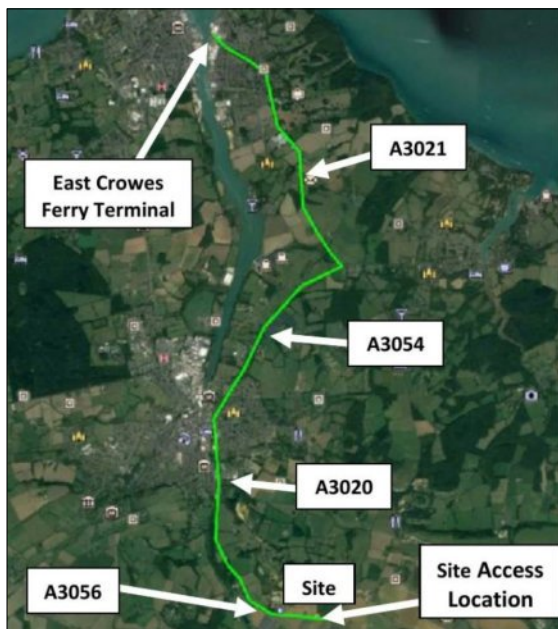 A3021
East Crowes
Ferry Terminal
A3054
A3020
A3056
Site
Site Access
Location